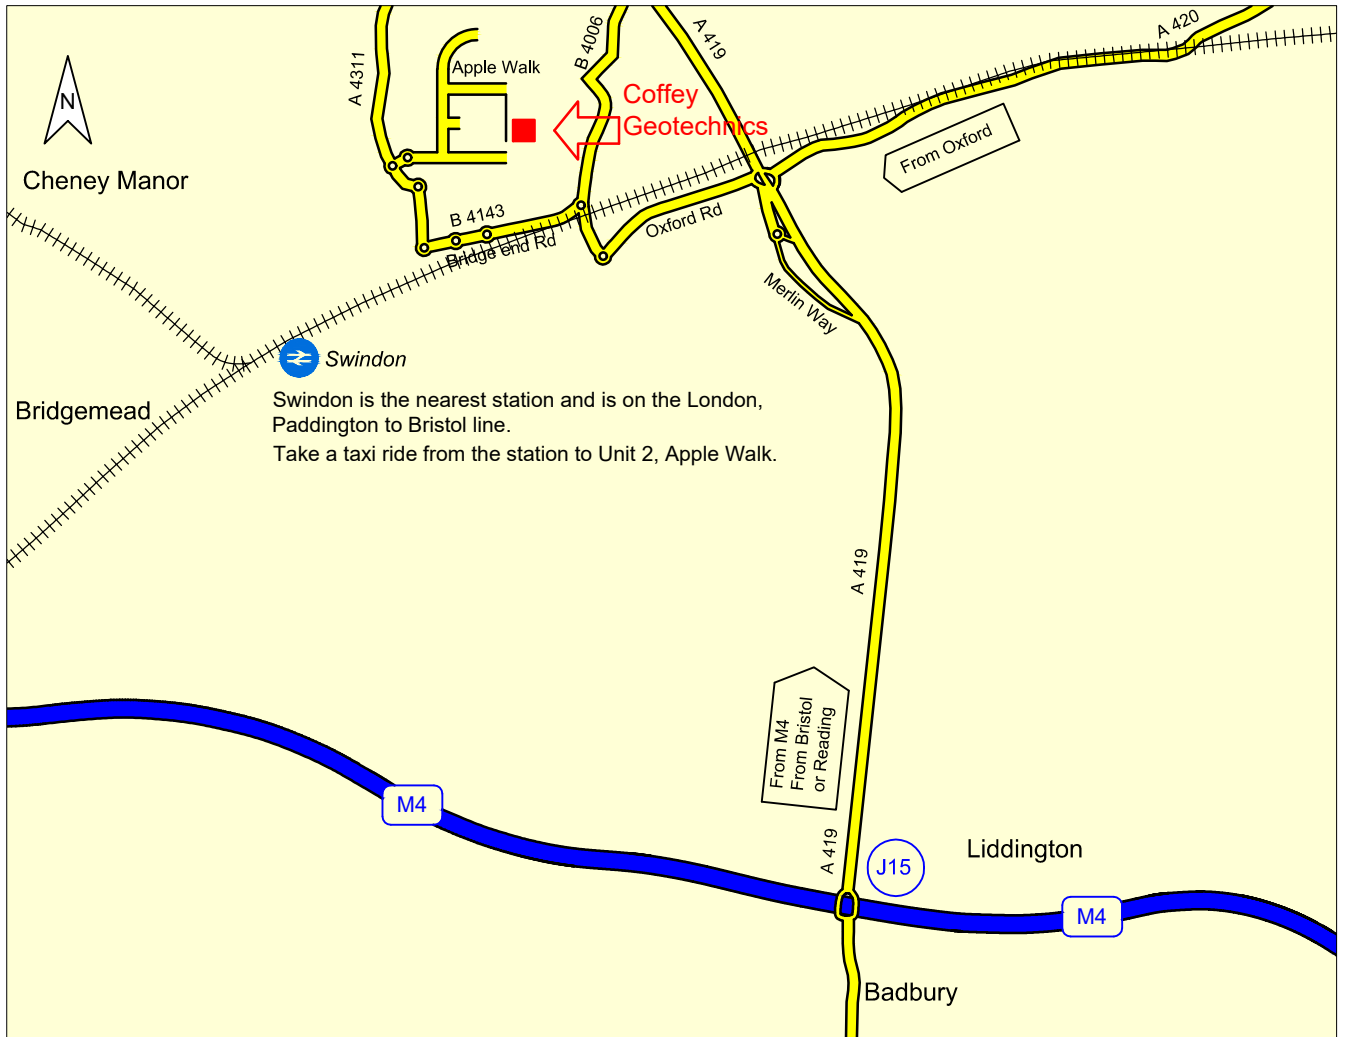 A 4311
B 4006
A 419
A 420
Apple Walk
N
Coffey
Geotechnics
From Oxford
Cheney Manor
B 4143
Bridge end Rd
Oxford Rd
Merlin Way
Swindon
Bridgemead
Swindon is the nearest station and is on the London,
Paddington to Bristol line.
Take a taxi ride from the station to Unit 2, Apple Walk.
A 419
From M4
From Bristol
or Reading
M4
A 419
J15
Liddington
M4
Badbury